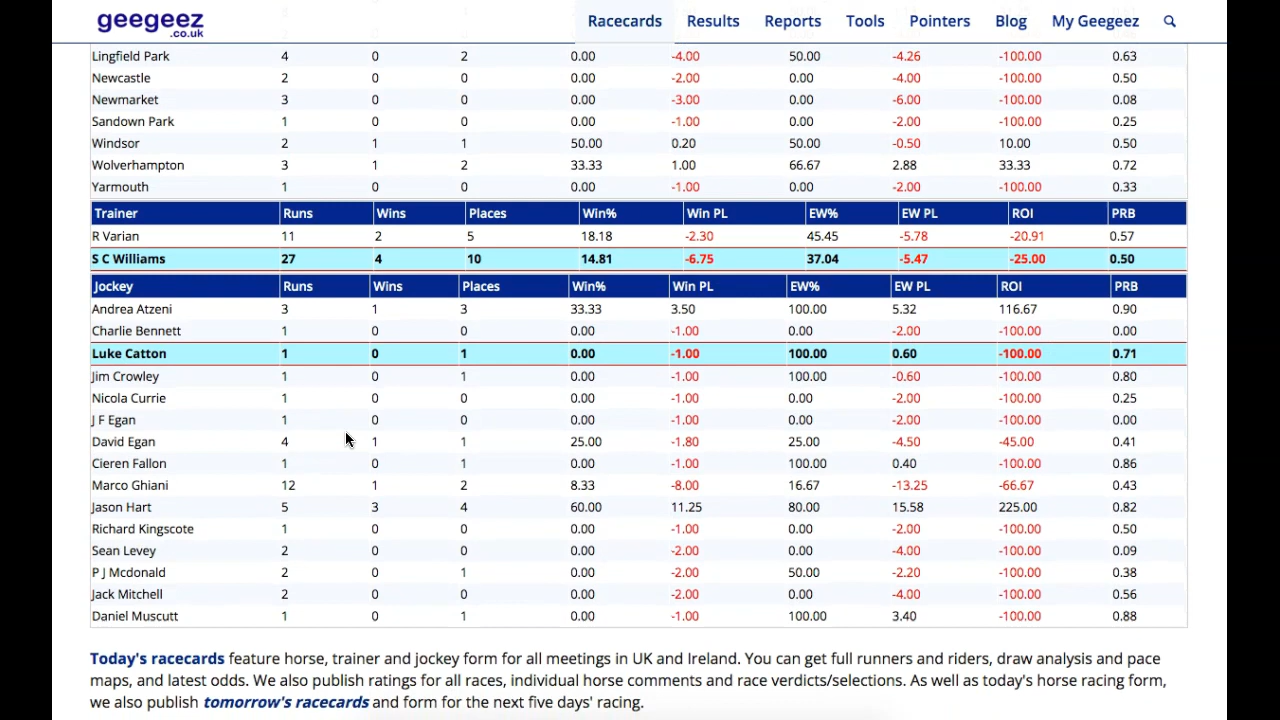 geegeez
.co.uk
Racecards Results Reports Tools Pointers Blog My Geegeez
Lingfield Park 4 0 2 0.00 -4.00 50.00 -4.26 -100.00 0.63
Newcastle 2 0 0 0.00 -2.00 0.00 -4.00 -100.00 0.50
Newmarket 3 0 0 0.00 -3.00 0.00 -6.00 -100.00 0.08
Sandown Park 1 0 0 0.00 -1.00 0.00 -2.00 -100.00 0.25
Windsor 2 1 1 50.00 0.20 50.00 -0.50 10.00 0.50
Wolverhampton 3 1 2 33.33 1.00 66.67 2.88 33.33 0.72
Yarmouth 1 0 0 0.00 -1.00 0.00 -2.00 -100.00 0.33
Trainer Runs Wins Places Win% Win PL EW% EW PL ROI PRB
R Varian 11 2 5 18.18 -2.30 45.45 -5.78 -20.91 0.57
S C Williams 27 4 10 14.81 -6.75 37.04 -5.47 -25.00 0.50
Jockey Runs Wins Places Win% Win PL EW% EW PL ROI PRB
Andrea Atzeni 3 1 3 33.33 3.50 100.00 5.32 116.67 0.90
Charlie Bennett 1 0 0 0.00 -1.00 0.00 -2.00 -100.00 0.00
Luke Catton 1 0 1 0.00 -1.00 100.00 0.60 -100.00 0.71
Jim Crowley 1 0 1 0.00 -1.00 100.00 -0.60 -100.00 0.80
Nicola Currie 1 0 0 0.00 -1.00 0.00 -2.00 -100.00 0.25
J F Egan 1 0 0 0.00 -1.00 0.00 -2.00 -100.00 0.00
David Egan 4 1 1 25.00 -1.80 25.00 -4.50 -45.00 0.41
Cieren Fallon 1 0 1 0.00 -1.00 100.00 0.40 -100.00 0.86
Marco Ghiani 12 1 2 8.33 -8.00 16.67 -13.25 -66.67 0.43
Jason Hart 5 3 4 60.00 11.25 80.00 15.58 225.00 0.82
Richard Kingscote 1 0 0 0.00 -1.00 0.00 -2.00 -100.00 0.50
Sean Levey 2 0 0 0.00 -2.00 0.00 -4.00 -100.00 0.09
P J Mcdonald 2 0 1 0.00 -2.00 50.00 -2.20 -100.00 0.38
Jack Mitchell 2 0 0 0.00 -2.00 0.00 -4.00 -100.00 0.56
Daniel Muscutt 1 0 1 0.00 -1.00 100.00 3.40 -100.00 0.88
Today's racecards feature horse, trainer and jockey form for all meetings in UK and Ireland. You can get full runners and riders, draw analysis and pace
maps, and latest odds. We also publish ratings for all races, individual horse comments and race verdicts/selections. As well as today's horse racing form,
we also publish tomorrow's racecards and form for the next five days' racing.